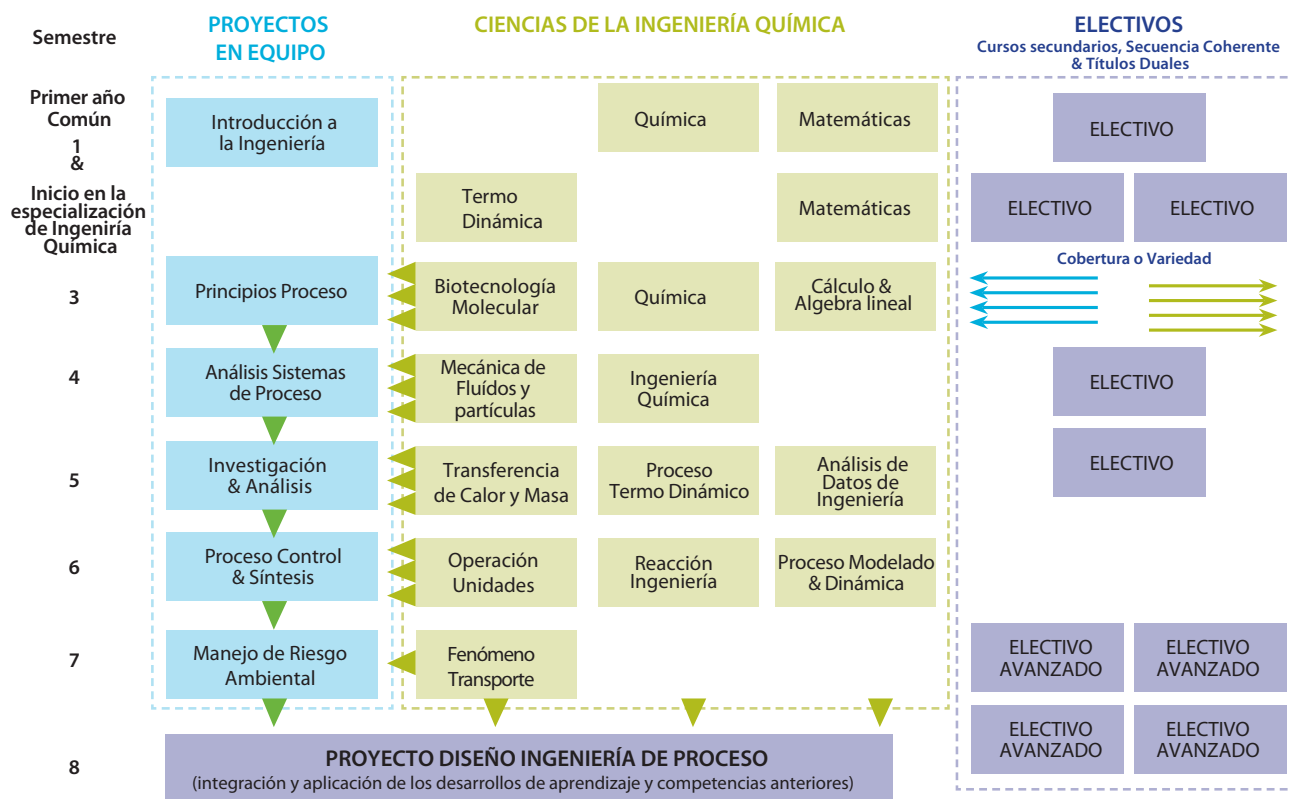 Semestre
PROYECTOS
EN EQUIPO
CIENCIAS DE LA INGENIERÍA QUÍMICA
ELECTIVOS
Cursos secundarios, Secuencia Coherente
& Títulos Duales
Primer año
Común
1
&
Introducción a
la Ingeniería
Química
Matemáticas
ELECTIVO
Inicio en la
especialización
de Ingeniría
Química
Termo
Dinámica
Matemáticas
ELECTIVO
ELECTIVO
3
Principios Proceso
Biotecnología
Molecular
Química
Cálculo &
Algebra lineal
Cobertura o Variedad
4
Análisis Sistemas
de Proceso
Mecánica de
Fluídos y
partículas
Ingeniería
Química
ELECTIVO
5
Investigación
& Análisis
Transferencia
de Calor y Masa
Proceso
Termo Dinámico
Análisis de
Datos de
Ingeniería
ELECTIVO
6
Proceso Control
& Síntesis
Operación
Unidades
Reacción
Ingeniería
Proceso Modelado
& Dinámica
7
Manejo de Riesgo
Ambiental
Fenómeno
Transporte
ELECTIVO
AVANZADO
ELECTIVO
AVANZADO
8
PROYECTO DISEÑO INGENIERÍA DE PROCESO
(integración y aplicación de los desarrollos de aprendizaje y competencias anteriores)
ELECTIVO
AVANZADO
ELECTIVO
AVANZADO